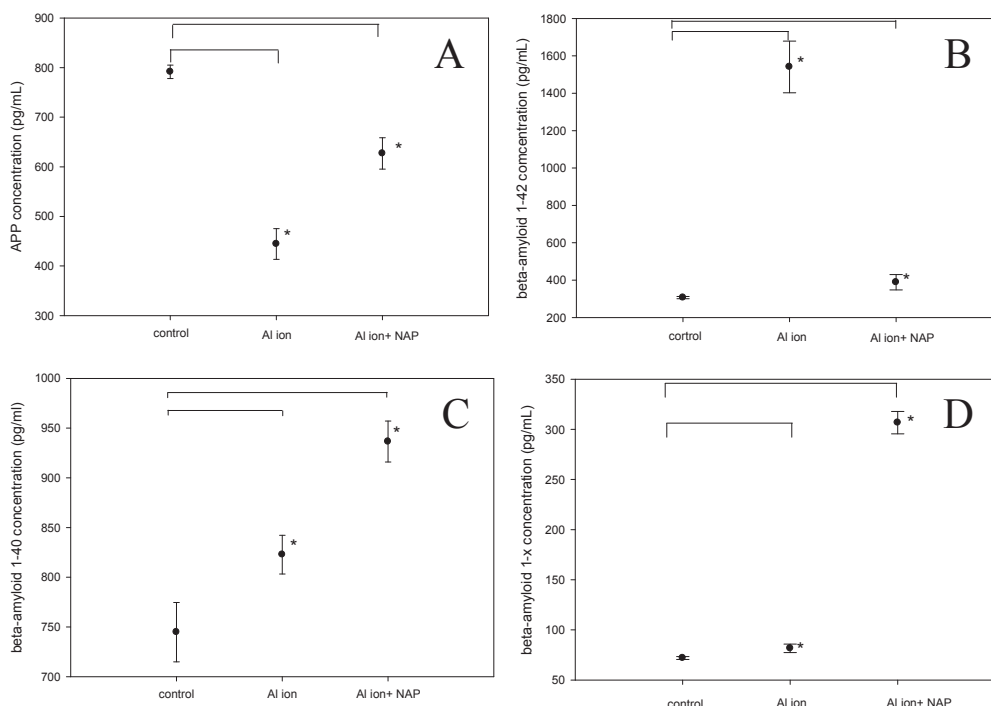 A
APP concentration (pg/mL)
900
800
700
600
500
400
300
*
*
control
Al ion
Al ion+ NAP
B
beta-amyloid 1-42 comcentration (pg/mL)
1800
1600
1400
1200
1000
800
600
400
200
*
*
cortrol
Al ion
Al ion+ NAP
C
beta-amyloid 1-40 concentration (pg/ml)
1000
950
900
850
800
750
700
*
*
control
Al ion
Al ion+ NAP
D
beta-amyloid 1-x concentration (pg/mL)
350
300
250
200
150
100
50
*
*
control
Al ion
Al ion+ NAP